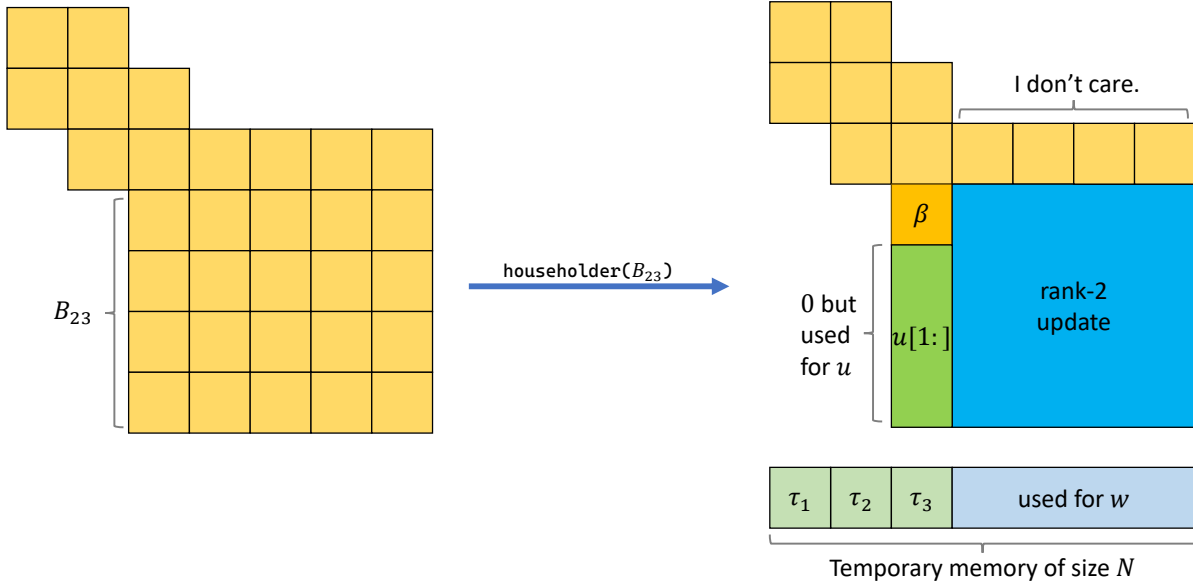 I don't care.
β
householder(B₂₃)
B₂₃
0 but
used
for u
u[1:]
rank-2
update
τ₁ τ₂ τ₃ used for w
Temporary memory of size N